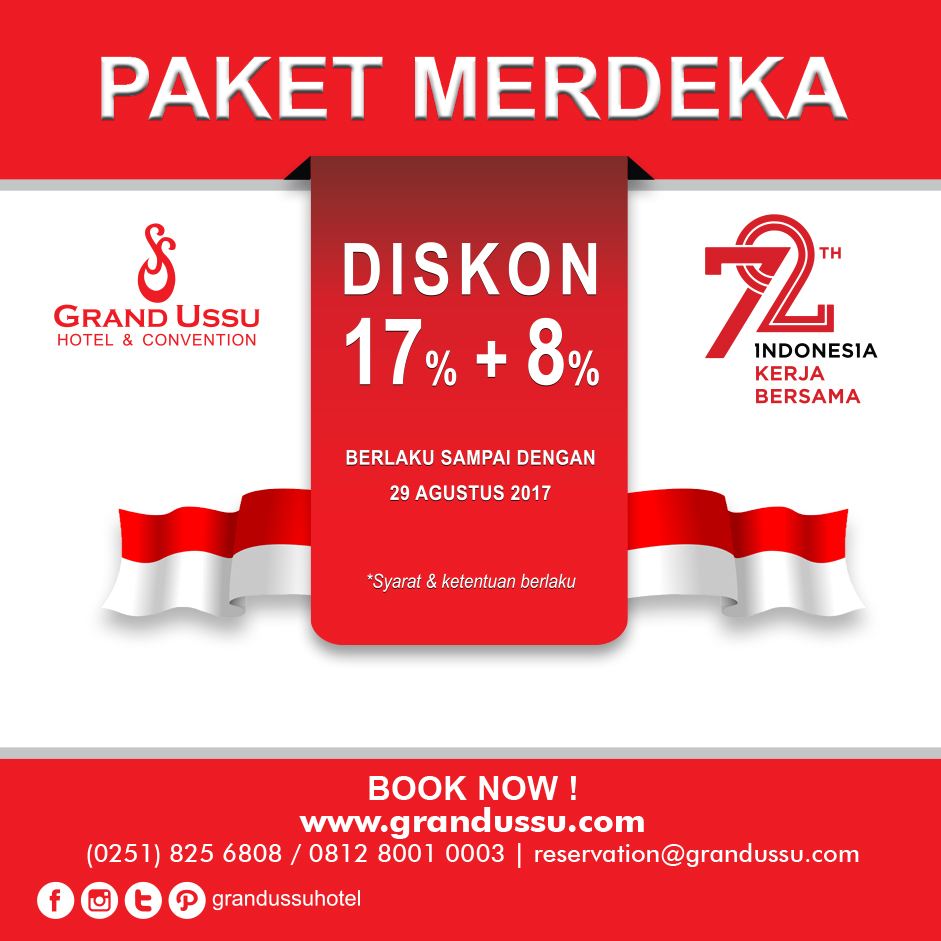 PAKET MERDEKA
GRAND USSU
HOTEL & CONVENTION
DISKON
17% + 8%
BERLAKU SAMPAI DENGAN
29 AGUSTUS 2017
*Syarat & ketentuan berlaku
72TH
INDONESIA
KERJA
BERSAMA
BOOK NOW !
www.grandussu.com
(0251) 825 6808 / 0812 8001 0003 | reservation@grandussu.com
grandussuhotel